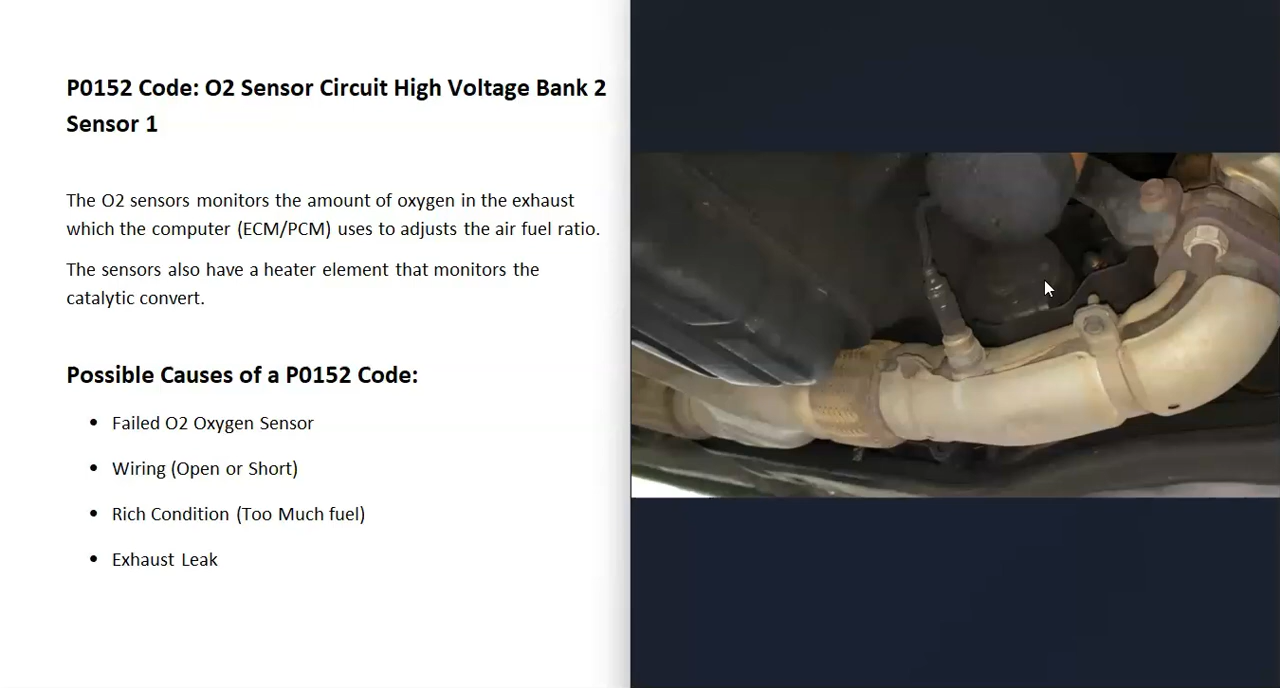 P0152 Code: O2 Sensor Circuit High Voltage Bank 2
Sensor 1
The O2 sensors monitors the amount of oxygen in the exhaust
which the computer (ECM/PCM) uses to adjusts the air fuel ratio.
The sensors also have a heater element that monitors the
catalytic convert.
Possible Causes of a P0152 Code:
• Failed O2 Oxygen Sensor
• Wiring (Open or Short)
• Rich Condition (Too Much fuel)
• Exhaust Leak